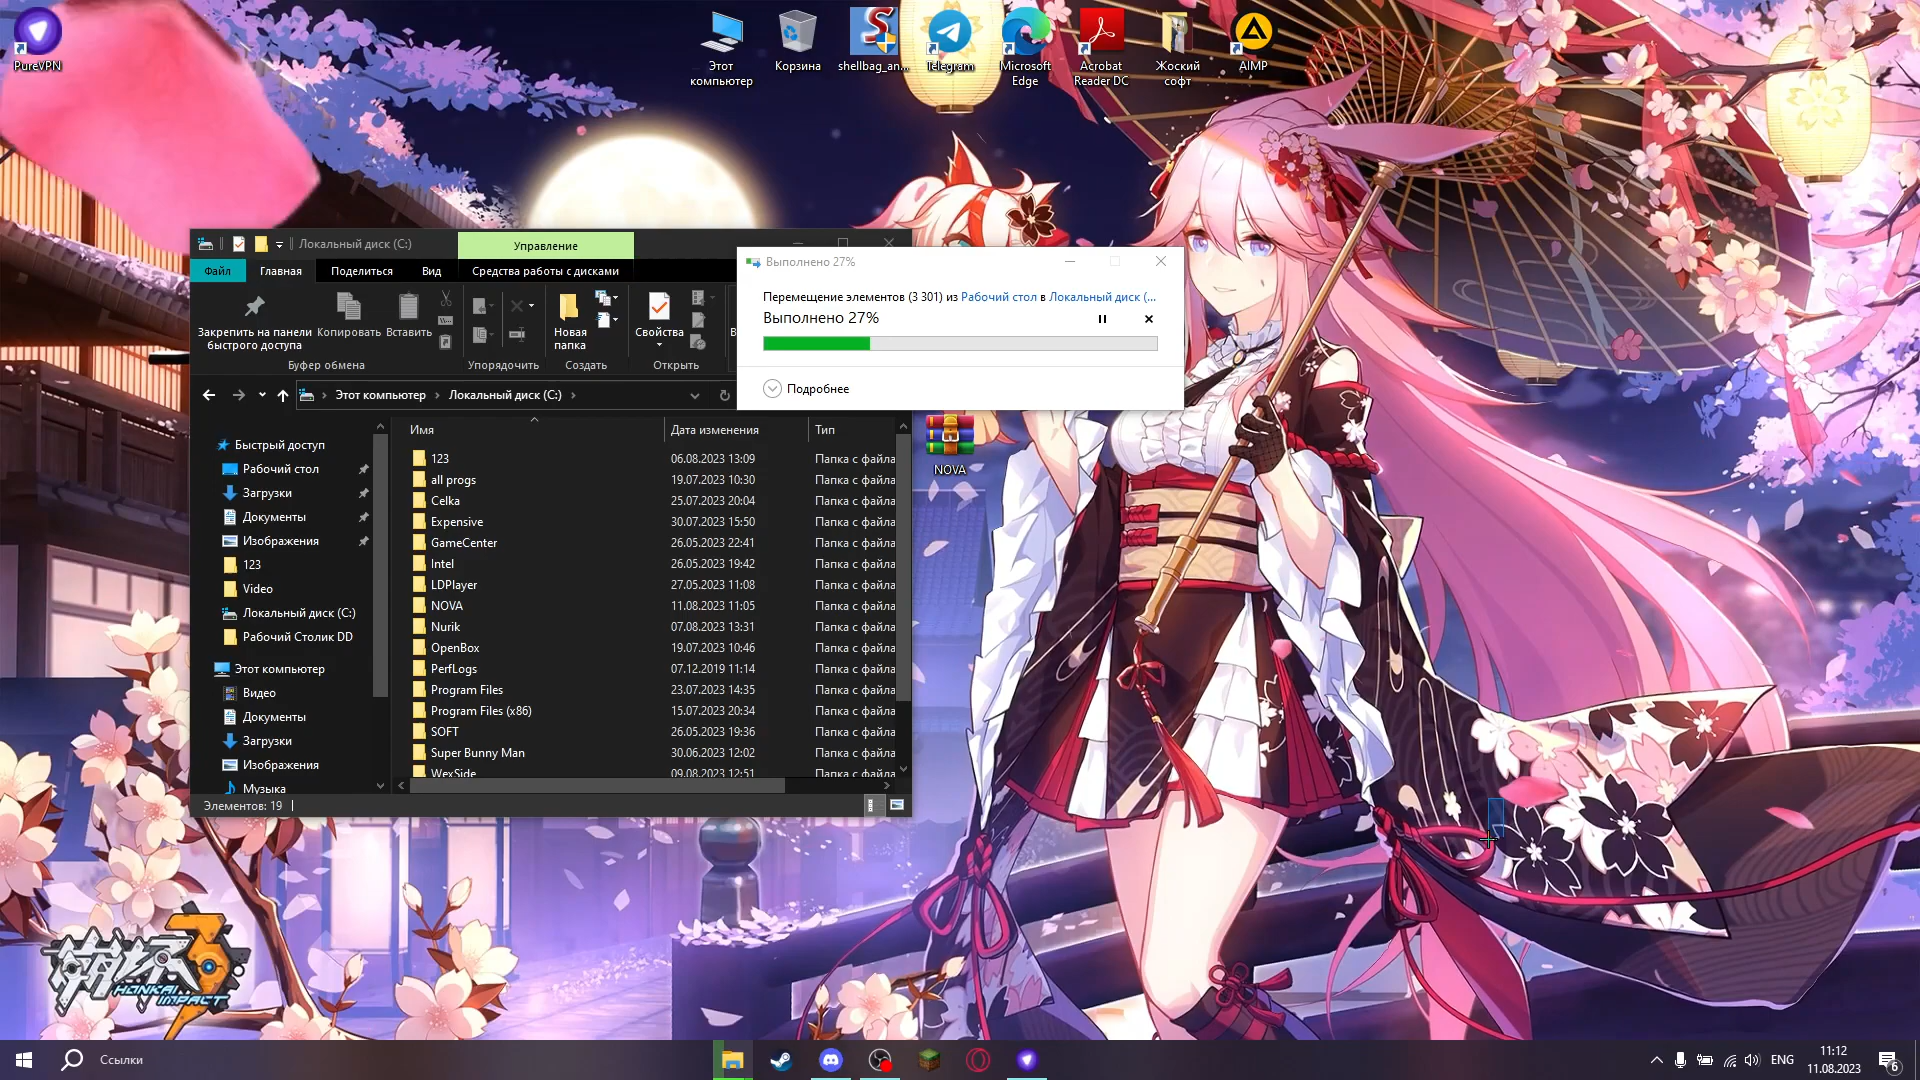 PureVPN
Этот компьютер
Корзина
shellbag_an...
Telegram
Microsoft Edge
Acrobat Reader DC
Жоский софт
AIMP
Локальный диск (C:)
Управление
Файл
Главная
Поделиться
Вид
Средства работы с дисками
Закрепить на панели быстрого доступа
Копировать
Вставить
Новая папка
Свойства
Буфер обмена
Упорядочить
Создать
Открыть
Выполнено 27%
Перемещение элементов (3 301) из Рабочий стол в Локальный диск (...
Выполнено 27%
Подробнее
NOVA
Этот компьютер
Локальный диск (C:)
Быстрый доступ
Рабочий стол
Загрузки
Документы
Изображения
123
Video
Локальный диск (C:)
Рабочий Столик DD
Этот компьютер
Видео
Документы
Загрузки
Изображения
Музыка
Имя Дата изменения Тип
123 06.08.2023 13:09 Папка с файла
all progs 19.07.2023 10:30 Папка с файла
Celka 25.07.2023 20:04 Папка с файла
Expensive 30.07.2023 15:50 Папка с файла
GameCenter 26.05.2023 22:41 Папка с файла
Intel 26.05.2023 19:42 Папка с файла
LDPlayer 27.05.2023 11:08 Папка с файла
NOVA 11.08.2023 11:05 Папка с файла
Nurik 07.08.2023 13:31 Папка с файла
OpenBox 19.07.2023 10:46 Папка с файла
PerfLogs 07.12.2019 11:14 Папка с файла
Program Files 23.07.2023 14:35 Папка с файла
Program Files (x86) 15.07.2023 20:34 Папка с файла
SOFT 26.05.2023 19:36 Папка с файла
Super Bunny Man 30.06.2023 12:02 Папка с файла
WexSide 09.08.2023 12:51 Папка с файла
Элементов: 19
HONKAI IMPACT
Ссылки
ENG
11:12
11.08.2023
6